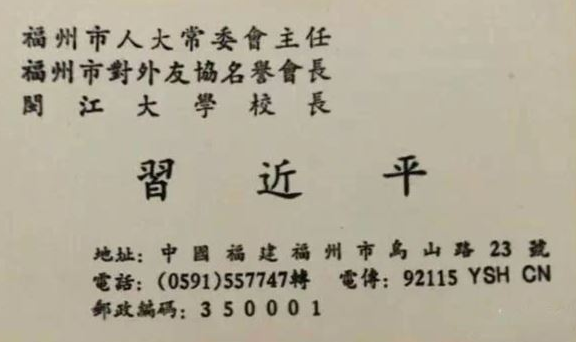 福州市人大常委會主任
福州市對外友協名譽會長
閩江大學校長
習近平
地址: 中國福建福州市烏山路 23 號
電話: (0591)557747轉 電傳: 92115 YSH CN
郵政編码: 350001